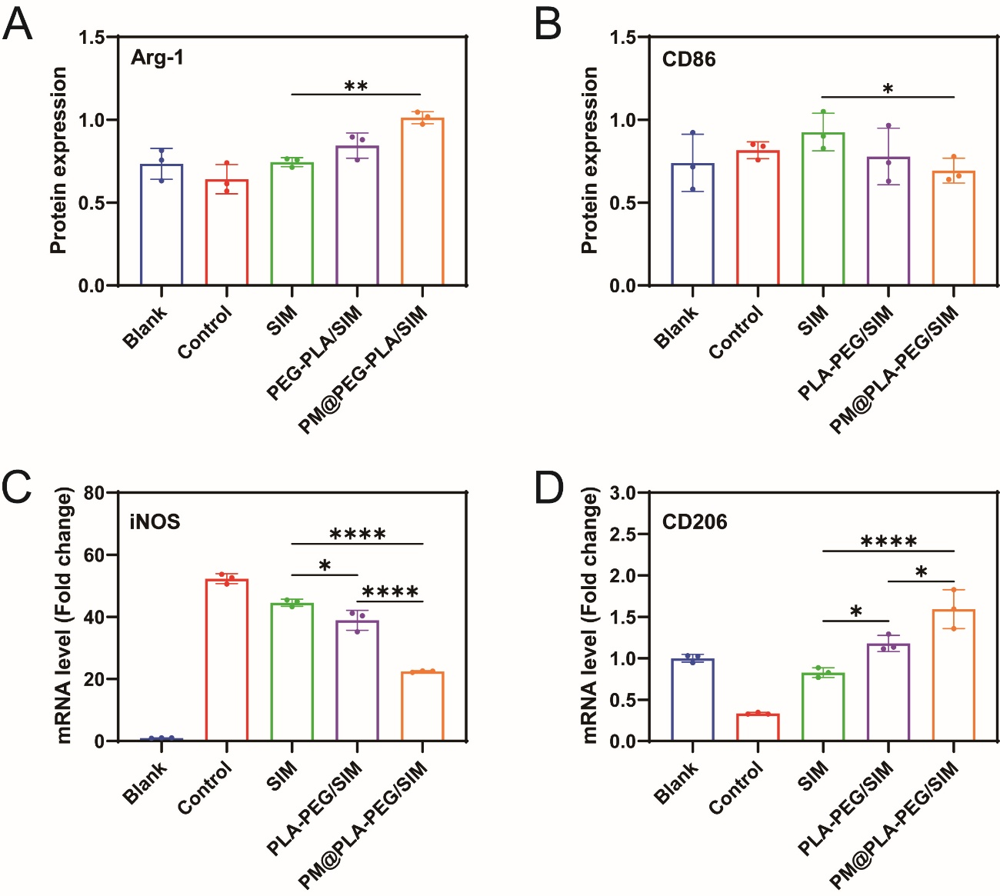 A
Arg-1
Protein expression
1.5
1.0
0.5
0.0
**
Blank
Control
SIM
PEG-PLA/SIM
PM@PEG-PLA/SIM
B
CD86
Protein expression
1.5
1.0
0.5
0.0
*
Blank
Control
SIM
PLA-PEG/SIM
PM@PLA-PEG/SIM
C
iNOS
mRNA level (Fold change)
80
60
40
20
0
****
*
****
Blank
Control
SIM
PLA-PEG/SIM
PM@PLA-PEG/SIM
D
CD206
mRNA level (Fold change)
3.0
2.5
2.0
1.5
1.0
0.5
0.0
****
*
*
Blank
Control
SIM
PLA-PEG/SIM
PM@PLA-PEG/SIM